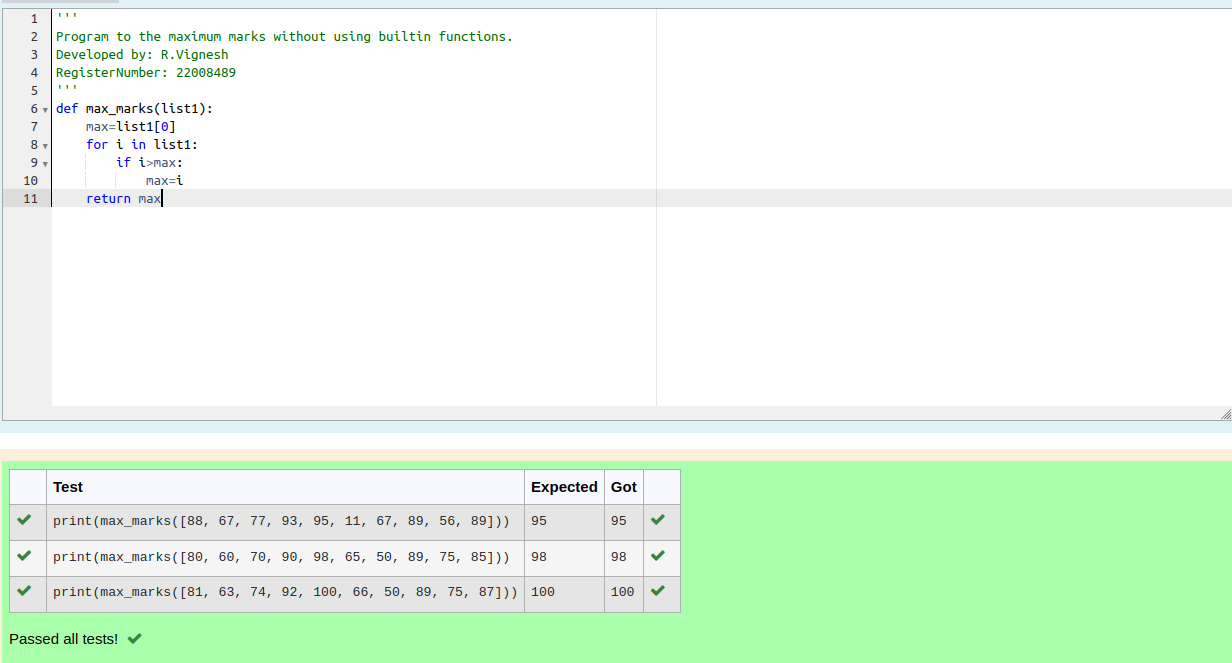 1 '''
2 Program to the maximum marks without using builtin functions.
3 Developed by: R.Vignesh
4 RegisterNumber: 22008489
5 '''
6 def max_marks(list1):
7     max=list1[0]
8     for i in list1:
9         if i>max:
10             max=i
11     return max
Test Expected Got
print(max_marks([88, 67, 77, 93, 95, 11, 67, 89, 56, 89])) 95 95
print(max_marks([80, 60, 70, 90, 98, 65, 50, 89, 75, 85])) 98 98
print(max_marks([81, 63, 74, 92, 100, 66, 50, 89, 75, 87])) 100 100
Passed all tests!